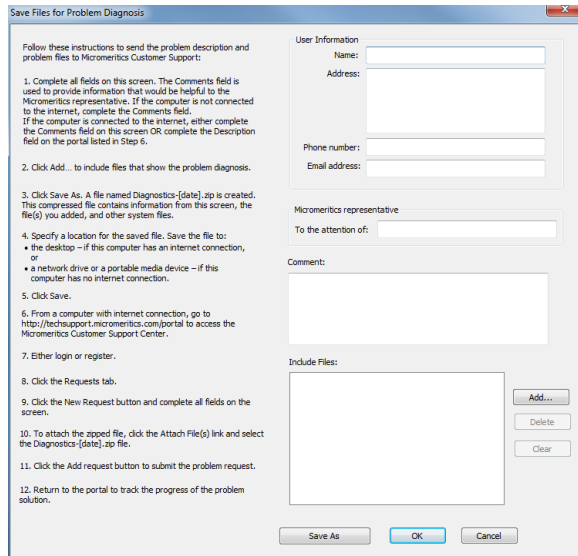 Save Files for Problem Diagnosis
Follow these instructions to send the problem description and
problem files to Micromeritics Customer Support:
1. Complete all fields on this screen. The Comments field is
used to provide information that would be helpful to the
Micromeritics representative. If the computer is not connected
to the internet, complete the Comments field.
If the computer is connected to the internet, either complete
the Comments field on this screen OR complete the Description
field on the portal listed in Step 6.
2. Click Add... to include files that show the problem diagnosis.
3. Click Save As. A file named Diagnostics-[date].zip is created.
This compressed file contains information from this screen, the
file(s) you added, and other system files.
4. Specify a location for the saved file. Save the file to:
• the desktop – if this computer has an internet connection,
or
• a network drive or a portable media device – if this
computer has no internet connection.
5. Click Save.
6. From a computer with internet connection, go to
http://techsupport.micromeritics.com/portal to access the
Micromeritics Customer Support Center.
7. Either login or register.
8. Click the Requests tab.
9. Click the New Request button and complete all fields on the
screen.
10. To attach the zipped file, click the Attach File(s) link and select
the Diagnostics-[date].zip file.
11. Click the Add request button to submit the problem request.
12. Return to the portal to track the progress of the problem
solution.
User Information
Name:
Address:
Phone number:
Email address:
Micromeritics representative
To the attention of:
Comment:
Include Files:
Add...
Delete
Clear
Save As
OK
Cancel